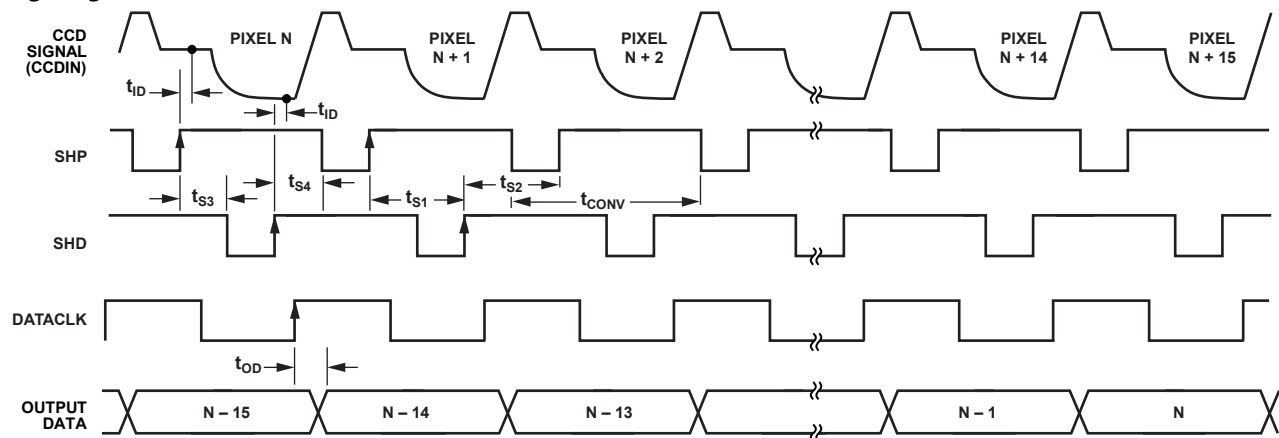 CCD
SIGNAL
(CCDIN)
PIXEL N
PIXEL
N + 1
PIXEL
N + 2
PIXEL
N + 14
PIXEL
N + 15
tID
tID
SHP
tS3
tS4
tS1
tS2
tCONV
SHD
DATACLK
tOD
OUTPUT
DATA
N – 15
N – 14
N – 13
N – 1
N